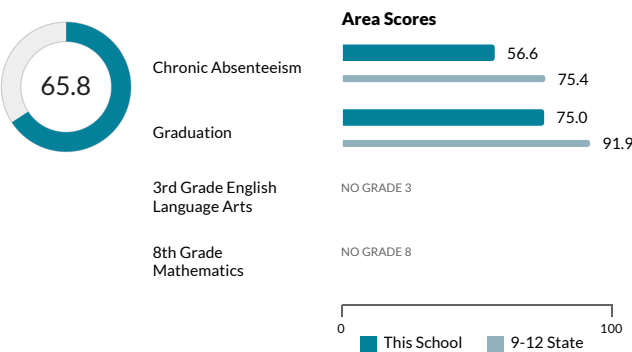 65.8
Area Scores
Chronic Absenteeism
56.6
75.4
Graduation
75.0
91.9
3rd Grade English
Language Arts
NO GRADE 3
8th Grade
Mathematics
NO GRADE 8
0
100
This School
9-12 State